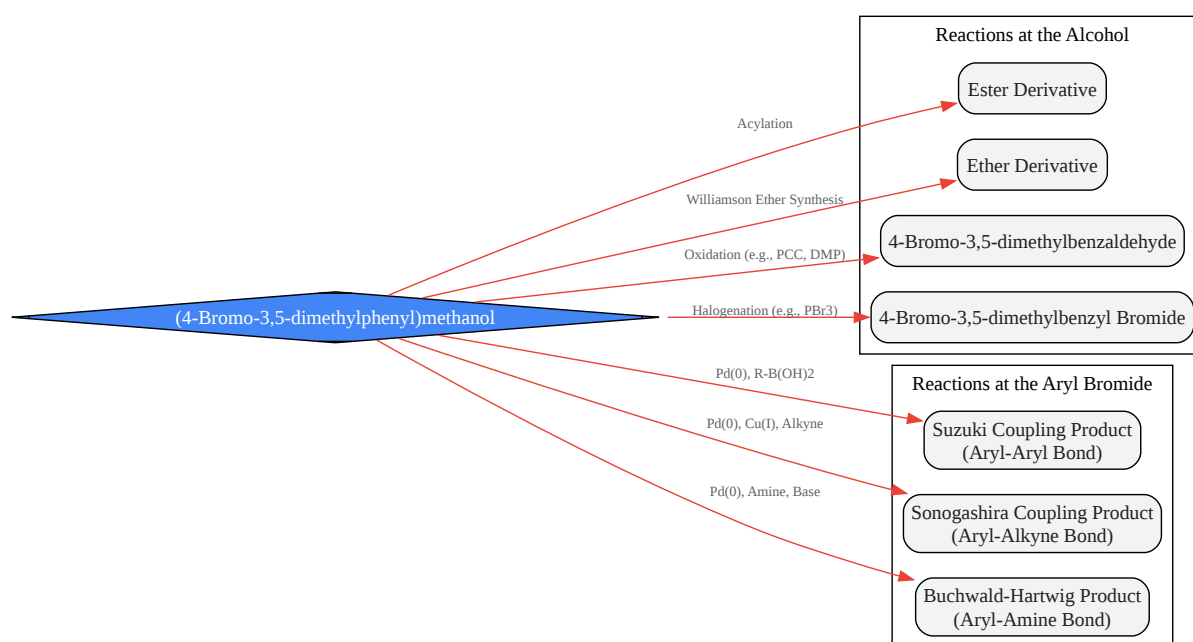 Reactions at the Alcohol
Ester Derivative
Acylation
Ether Derivative
Williamson Ether Synthesis
4-Bromo-3,5-dimethylbenzaldehyde
Oxidation (e.g., PCC, DMP)
(4-Bromo-3,5-dimethylphenyl)methanol
Halogenation (e.g., PBr3)
4-Bromo-3,5-dimethylbenzyl Bromide
Reactions at the Aryl Bromide
Pd(0), R-B(OH)2
Suzuki Coupling Product
(Aryl-Aryl Bond)
Pd(0), Cu(I), Alkyne
Sonogashira Coupling Product
(Aryl-Alkyne Bond)
Pd(0), Amine, Base
Buchwald-Hartwig Product
(Aryl-Amine Bond)